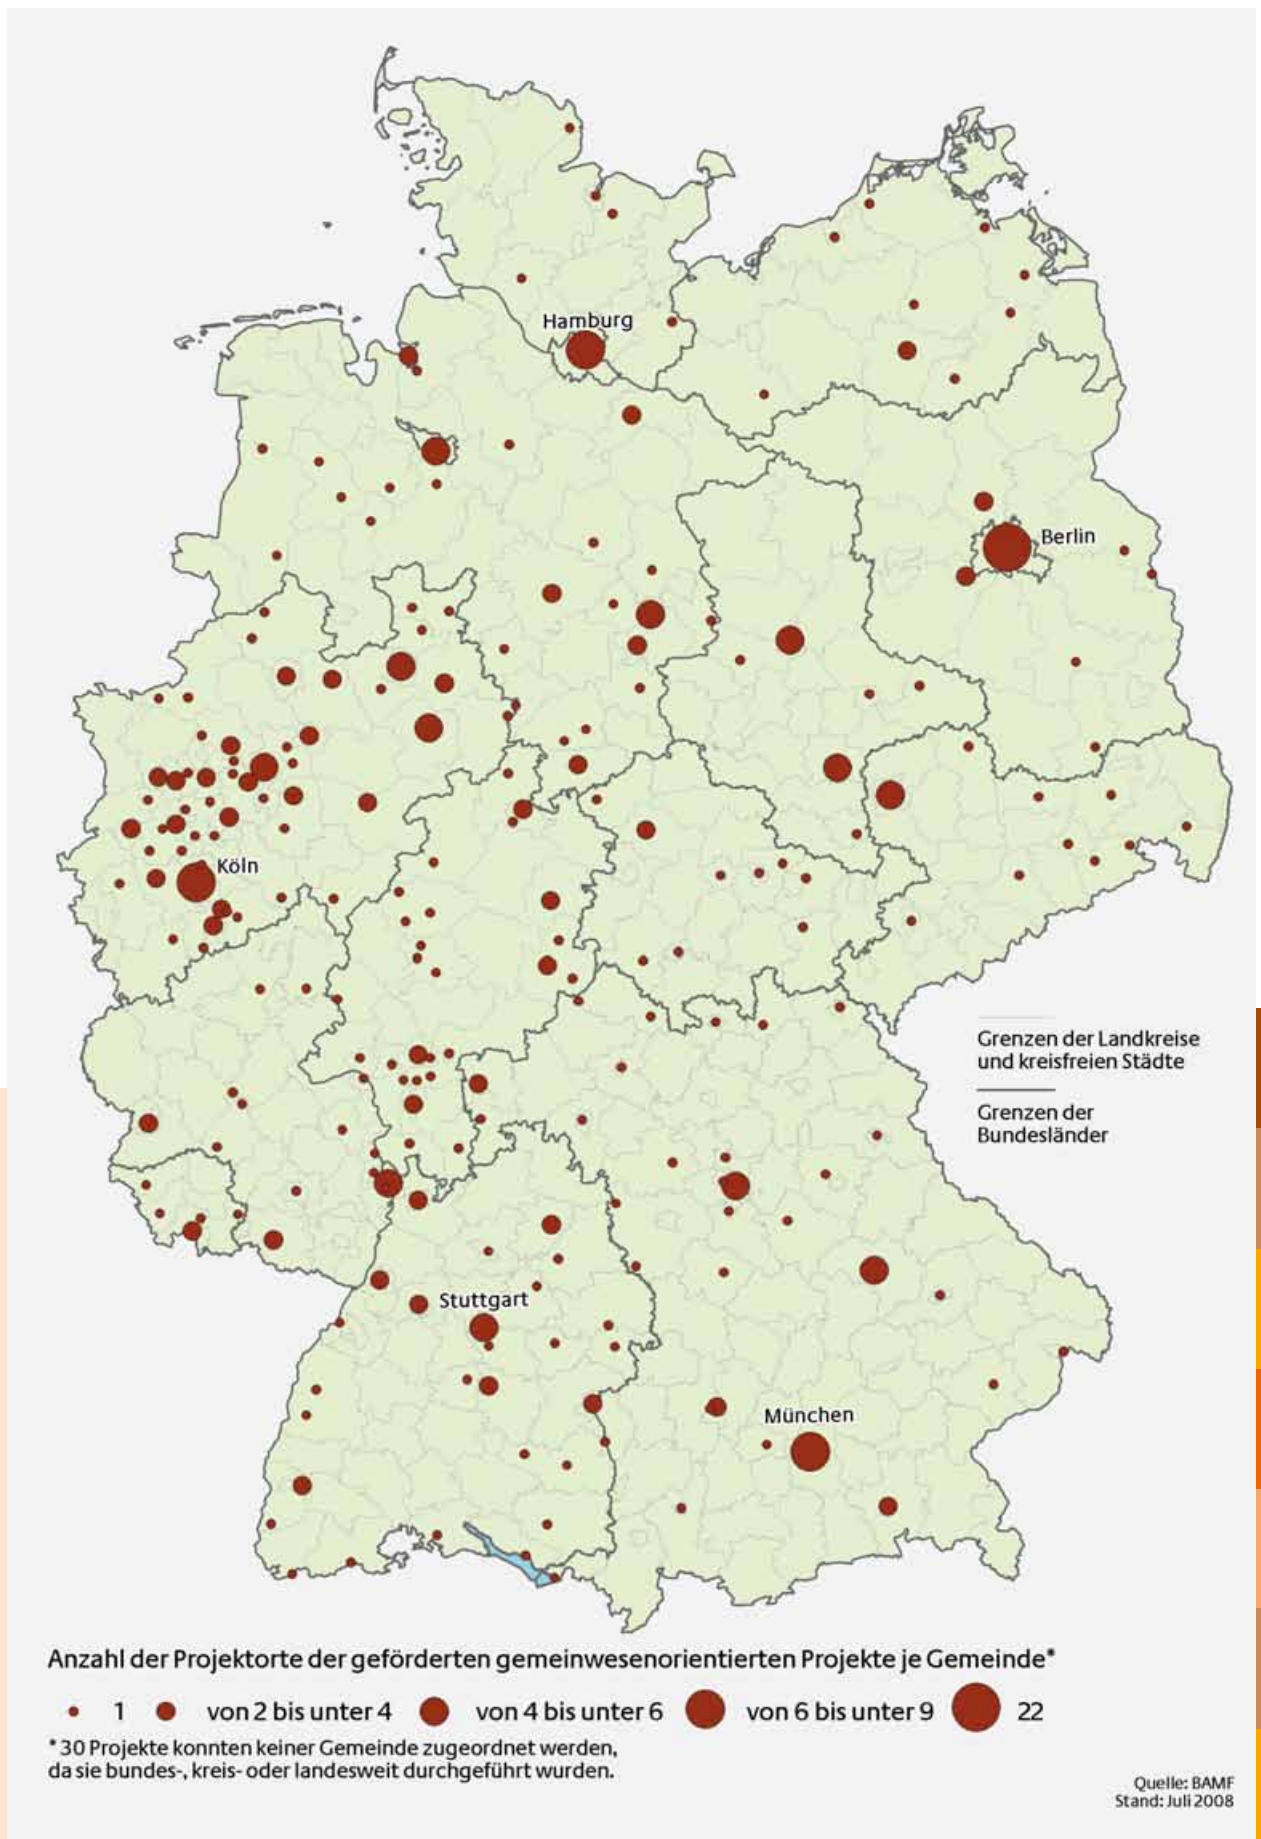 Hamburg
Berlin
Köln
Grenzen der Landkreise
und kreisfreien Städte
Grenzen der
Bundesländer
Stuttgart
München
Anzahl der Projektorte der geförderten gemeinwesenorientierten Projekte je Gemeinde*
1 von 2 bis unter 4 von 4 bis unter 6 von 6 bis unter 9 22
*30 Projekte konnten keiner Gemeinde zugeordnet werden,
da sie bundes-, kreis- oder landesweit durchgeführt wurden.
Quelle: BAMF
Stand: Juli 2008